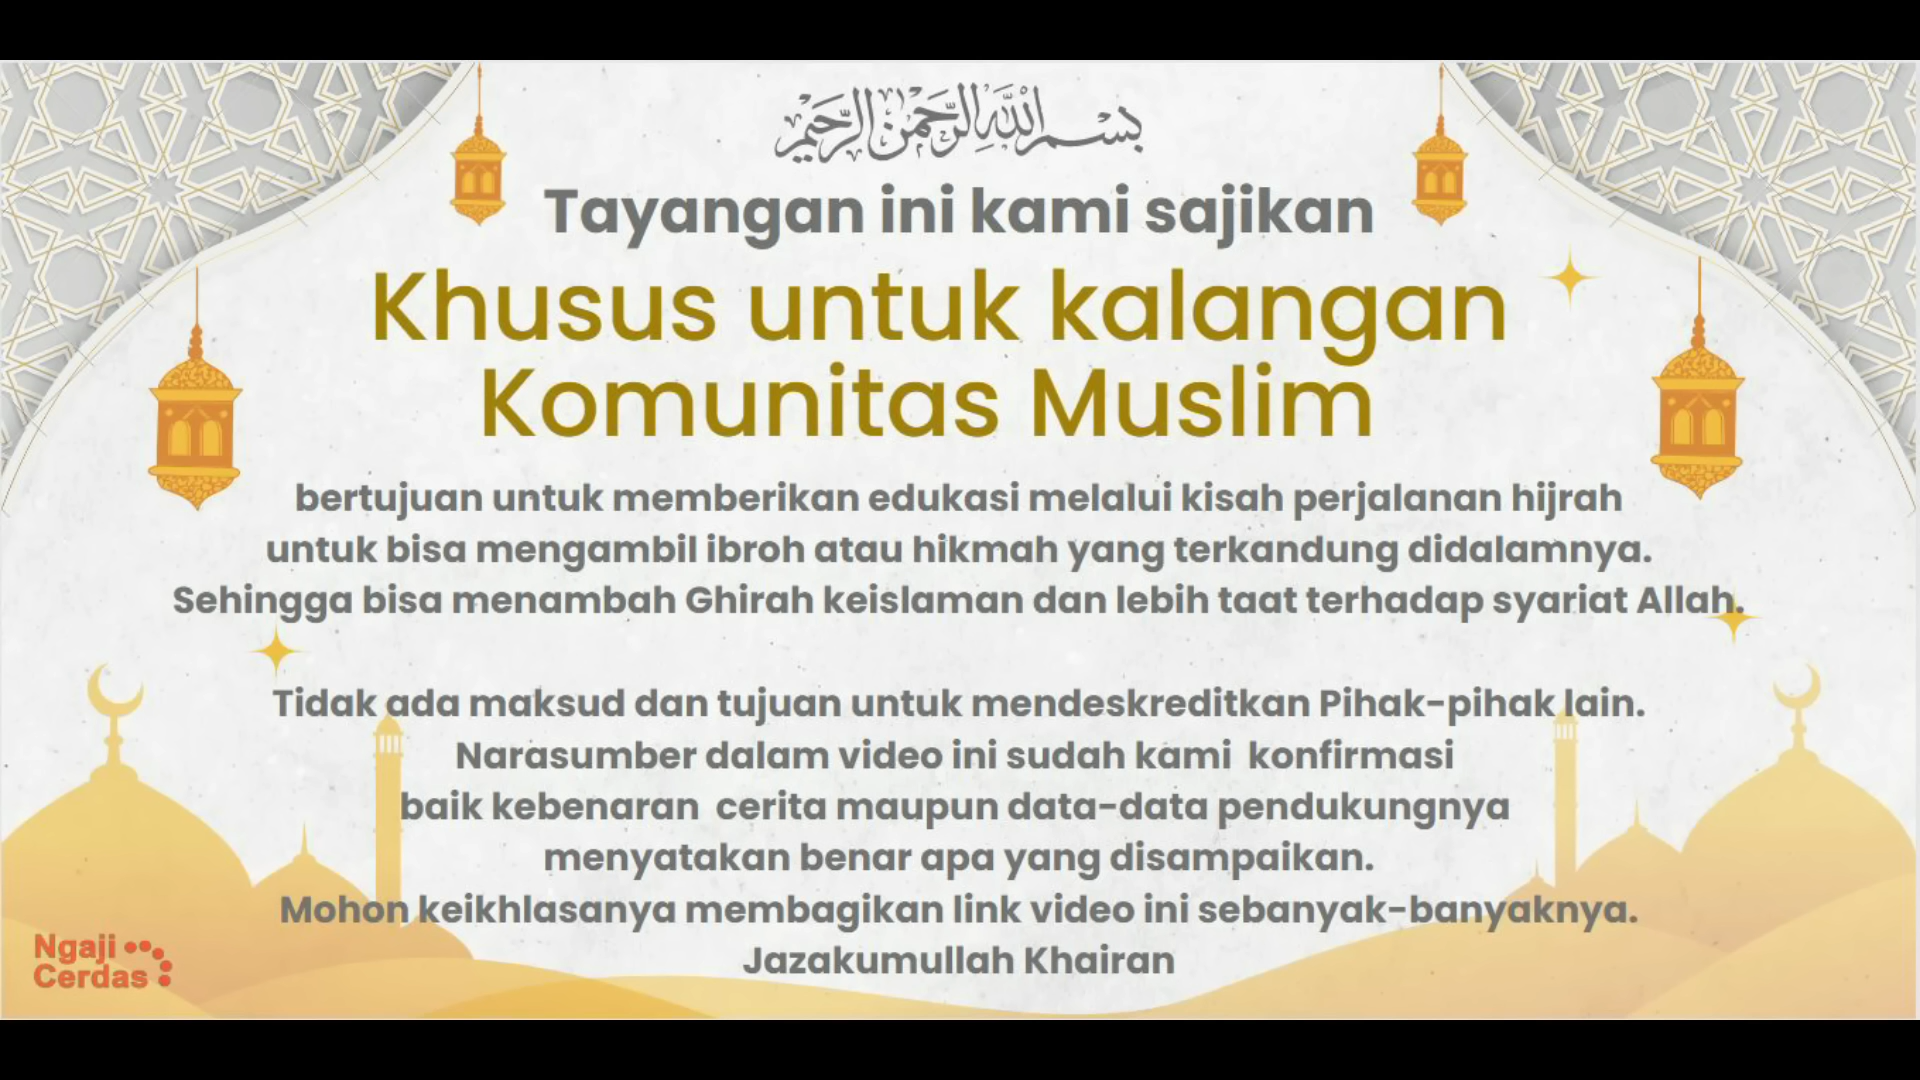 بسم الله الرحمن الرحيم
Tayangan ini kami sajikan
Khusus untuk kalangan
Komunitas Muslim
bertujuan untuk memberikan edukasi melalui kisah perjalanan hijrah
untuk bisa mengambil ibroh atau hikmah yang terkandung didalamnya.
Sehingga bisa menambah Ghirah keislaman dan lebih taat terhadap syariat Allah.
Tidak ada maksud dan tujuan untuk mendeskreditkan Pihak-pihak lain.
Narasumber dalam video ini sudah kami konfirmasi
baik kebenaran cerita maupun data-data pendukungnya
menyatakan benar apa yang disampaikan.
Mohon keikhlasanya membagikan link video ini sebanyak-banyaknya.
Jazakumullah Khairan
Ngaji
Cerdas